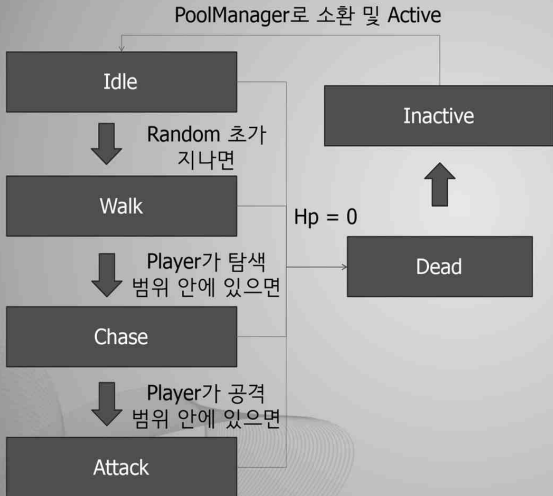 PoolManager로 소환 및 Active
Idle
Inactive
Random 초가
지나면
Walk
Hp = 0
Dead
Player가 탐색
범위 안에 있으면
Chase
Player가 공격
범위 안에 있으면
Attack